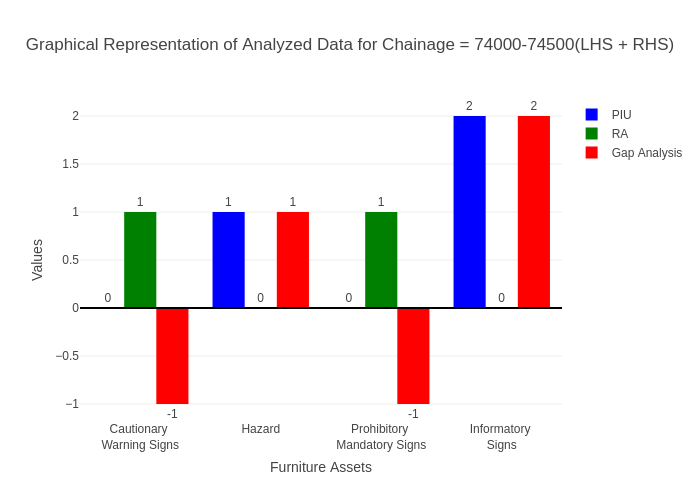 Graphical Representation of Analyzed Data for Chainage = 74000-74500(LHS + RHS)
PIU
RA
Gap Analysis
Values
2
1.5
1
0.5
0
−0.5
−1
0
1
-1
1
0
1
0
1
-1
2
0
2
Cautionary
Warning Signs
Hazard
Prohibitory
Mandatory Signs
Informatory
Signs
Furniture Assets